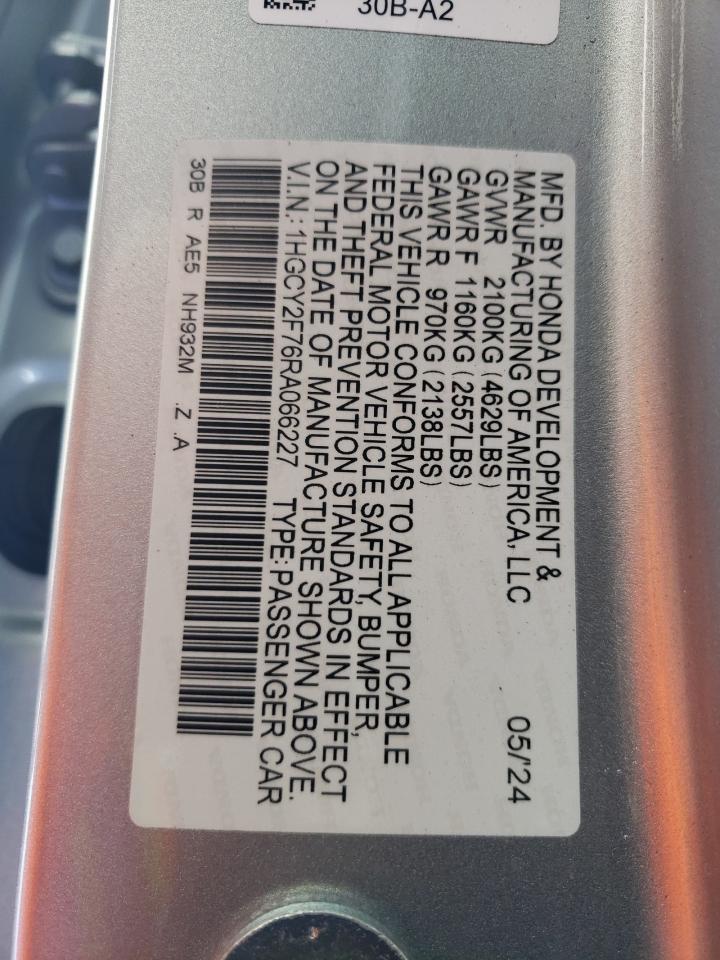 30B-A2
MFD. BY HONDA DEVELOPMENT &
MANUFACTURING OF AMERICA, LLC 05/'24
GVWR 2100KG (4629LBS)
GAWR F 1160KG (2557LBS)
GAWR R 970KG (2138LBS)
THIS VEHICLE CONFORMS TO ALL APPLICABLE
FEDERAL MOTOR VEHICLE SAFETY, BUMPER,
AND THEFT PREVENTION STANDARDS IN EFFECT
ON THE DATE OF MANUFACTURE SHOWN ABOVE.
V.I.N.: 1HGCY2F76RA066227 TYPE: PASSENGER CAR
30B R AE5 NH932M .Z .A